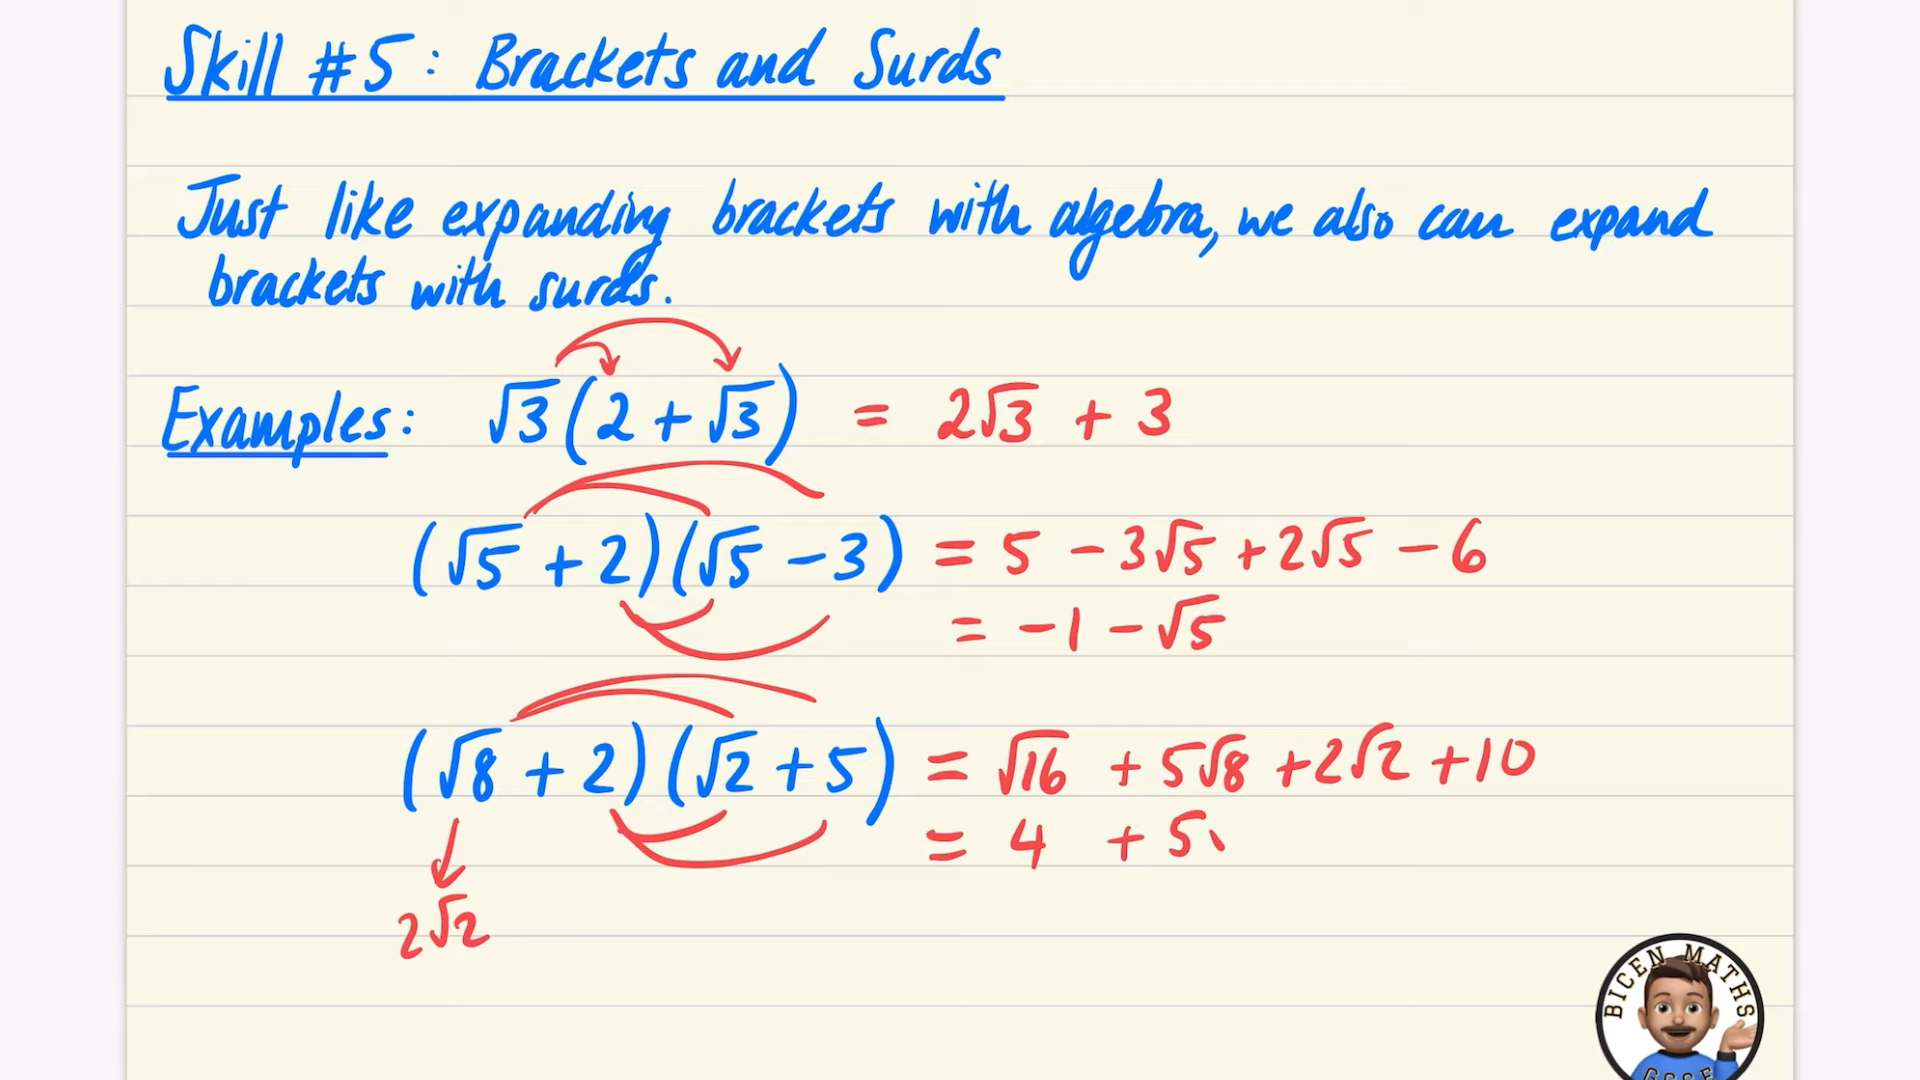 Skill #5: Brackets and Surds
Just like expanding brackets with algebra, we also can expand
brackets with surds.
Examples: √3(2 + √3) = 2√3 + 3
(√5 + 2)(√5 − 3) = 5 − 3√5 + 2√5 − 6
= −1 − √5
(√8 + 2)(√2 + 5) = √16 + 5√8 + 2√2 + 10
= 4 + 5
2√2
BICEN MATHS
GCSE